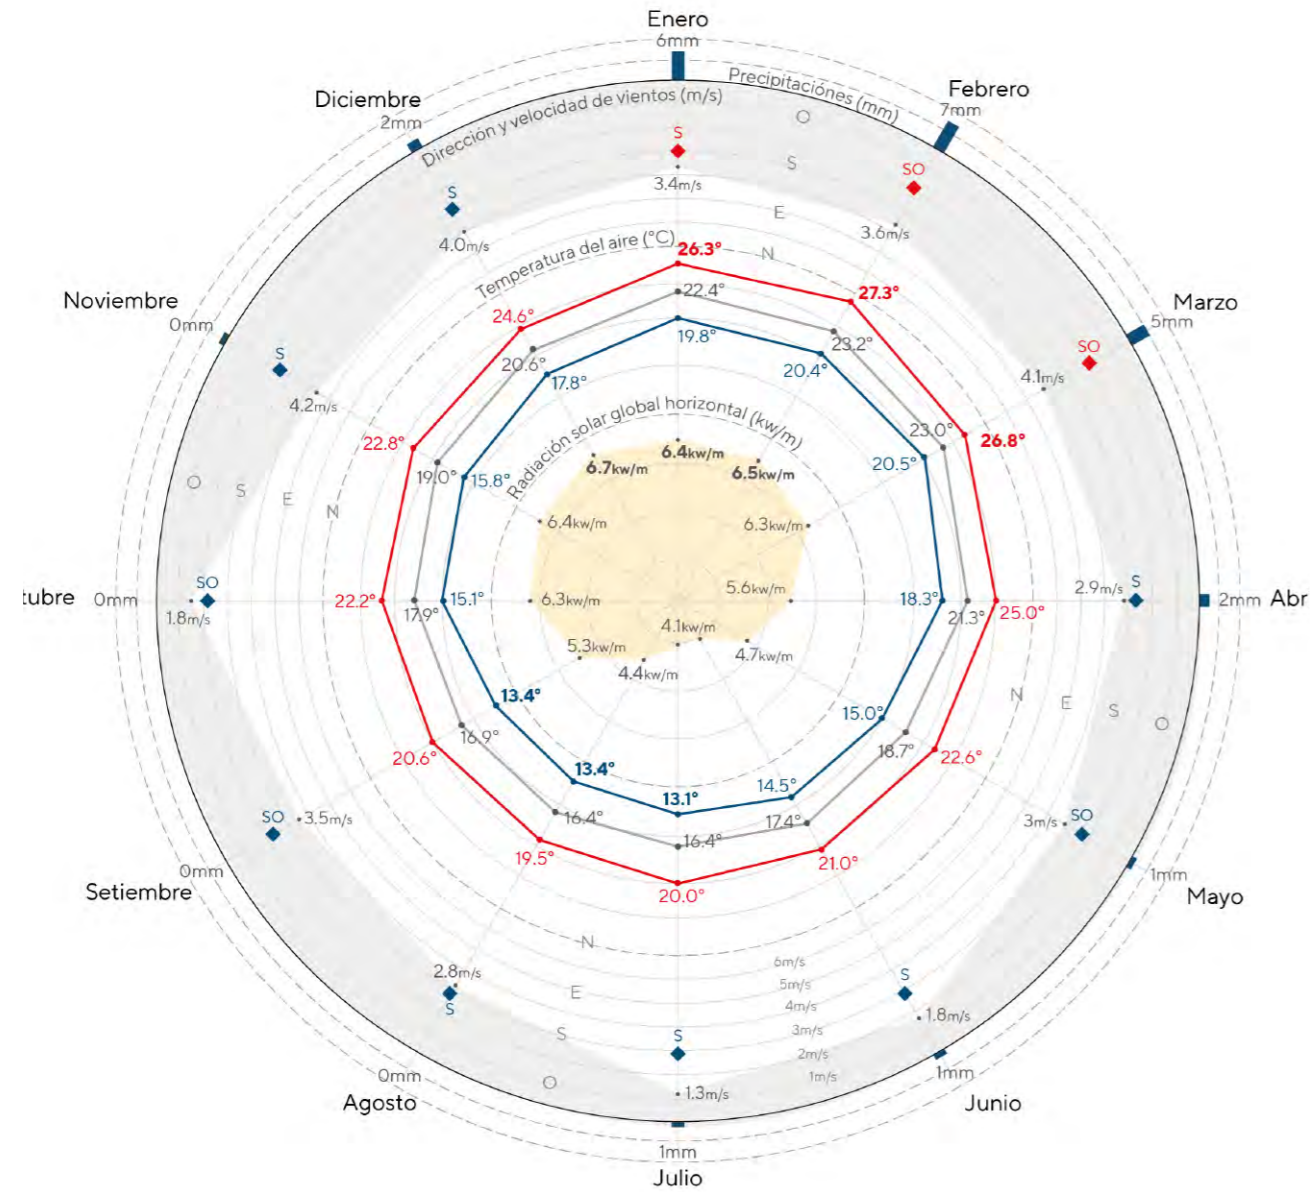 Enero
6mm
Precipitaciónes (mm)
Febrero
7mm
Diciembre
2mm
Dirección y velocidad de vientos (m/s)
O
S
E
N
S
3.4m/s
SO
3.6m/s
S
4.0m/s
Temperatura del aire (°C)
26.3°
22.4°
19.8°
27.3°
23.2°
20.4°
24.6°
20.6°
17.8°
Noviembre
0mm
S
4.2m/s
Marzo
5mm
SO
4.1m/s
22.8°
19.0°
15.8°
26.8°
23.0°
20.5°
Radiación solar global horizontal (kw/m)
6.4kw/m
6.7kw/m
6.5kw/m
6.4kw/m
6.3kw/m
O
S
E
N
tubre
0mm
SO
1.8m/s
22.2°
17.9°
15.1°
6.3kw/m
5.6kw/m
18.3°
21.3°
25.0°
2.9m/s
S
2mm
Abr
4.1kw/m
5.3kw/m
4.4kw/m
4.7kw/m
N
E
S
O
13.4°
16.9°
20.6°
15.0°
18.7°
22.6°
13.4°
16.4°
19.5°
13.1°
16.4°
20.0°
14.5°
17.4°
21.0°
SO
3.5m/s
0mm
Setiembre
3m/s
SO
1mm
Mayo
N
E
S
O
6m/s
5m/s
4m/s
3m/s
2m/s
1m/s
2.8m/s
S
0mm
Agosto
S
1.3m/s
1mm
Julio
S
1.8m/s
1mm
Junio